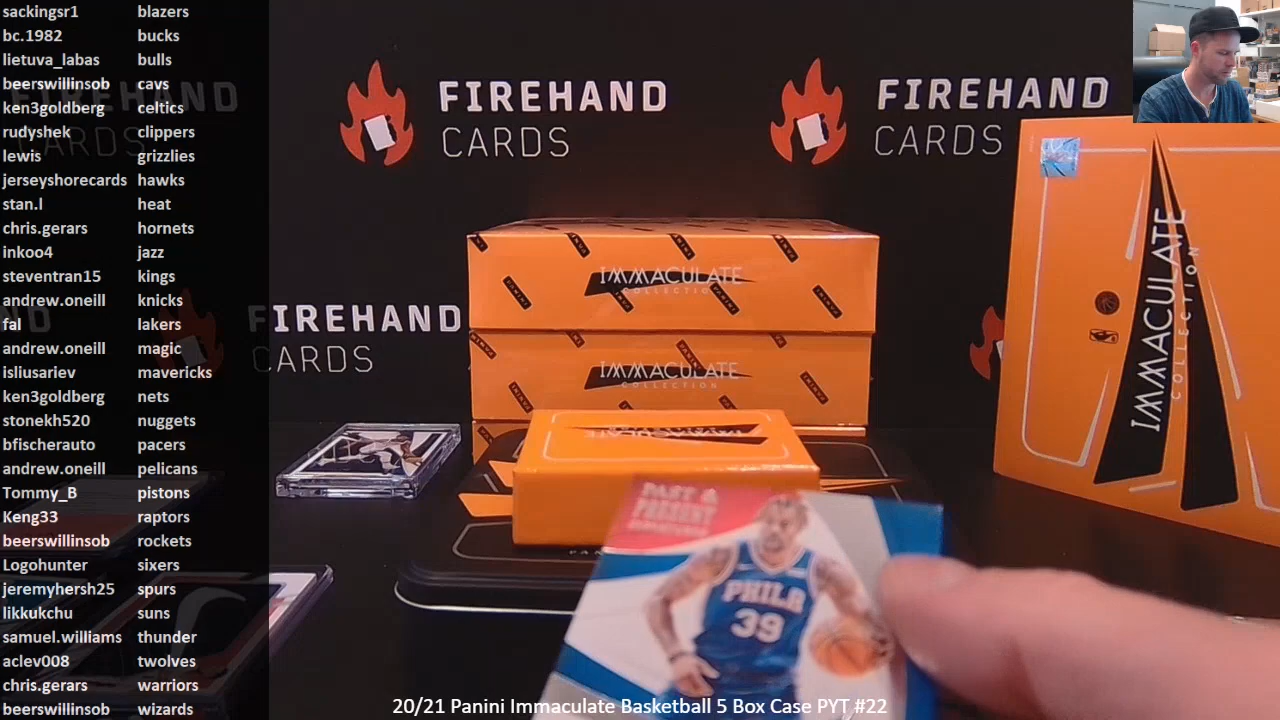 sackingsr1 blazers
bc.1982 bucks
lietuva_labas bulls
beerswillinsob cavs
ken3goldberg celtics
rudyshek clippers
lewis grizzlies
jerseyshorecards hawks
stan.l heat
chris.gerars hornets
inkoo4 jazz
steventran15 kings
andrew.oneill knicks
fal lakers
andrew.oneill magic
isliusariev mavericks
ken3goldberg nets
stonekh520 nuggets
bfischerauto pacers
andrew.oneill pelicans
Tommy_B pistons
Keng33 raptors
beerswillinsob rockets
Logohunter sixers
jeremyhersh25 spurs
likkukchu suns
samuel.williams thunder
aclev008 twolves
chris.gerars warriors
beerswillinsob wizards
FIREHAND
CARDS
FIREHAND
CARDS
FIREHAND
CARDS
FIREHAND
CARDS
IMMACULATE
COLLECTION
IMMACULATE
COLLECTION
IMMACULATE
IMMACULATE
COLLECTION
PAST &
PRESENT
PHILA
39
20/21 Panini Immaculate Basketball 5 Box Case PYT #22